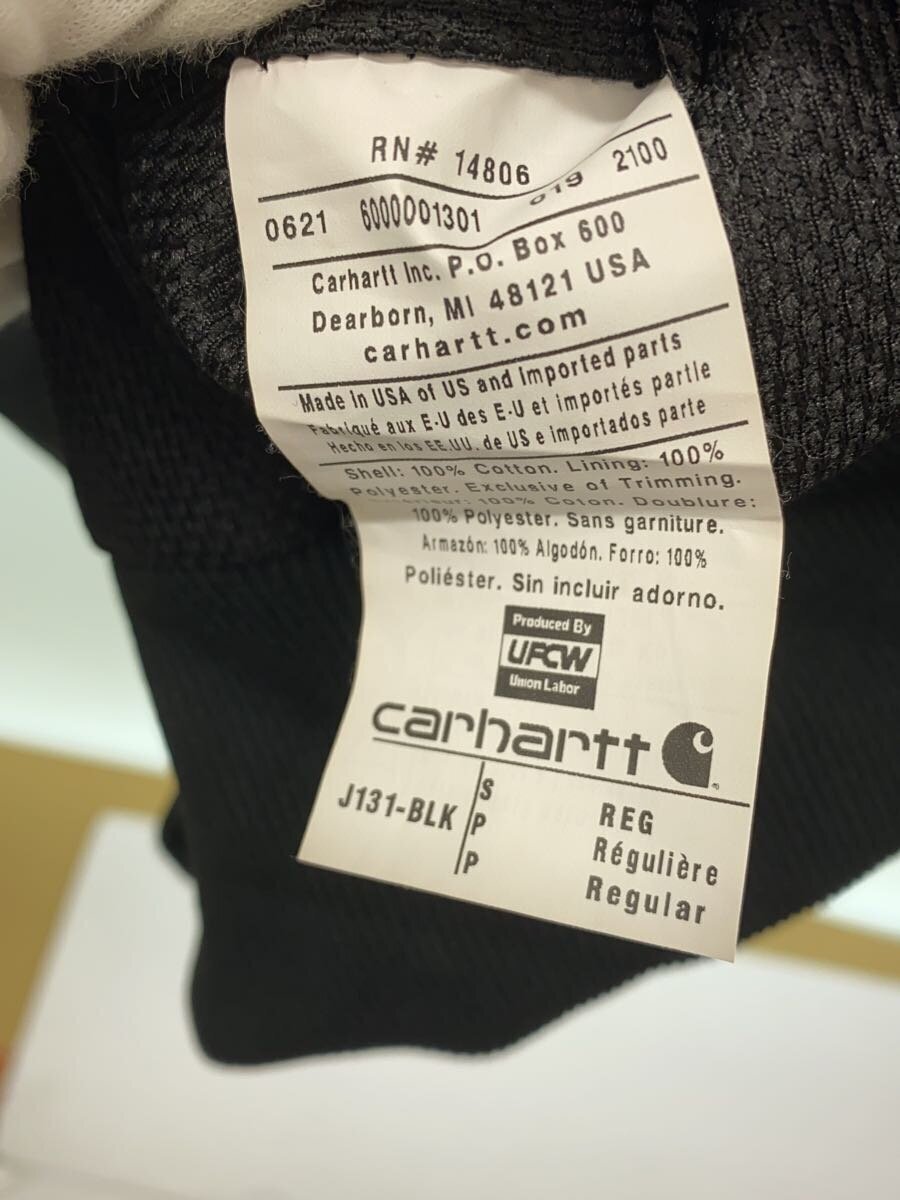 RN# 14806
0621 6000001301 2100
Carhartt Inc. P.O. Box 600
Dearborn, MI 48121 USA
carhartt.com
Made in USA of US and Imported parts
Fabriqué aux E-U des E-U et importés partie
Hecho en los EE.UU. de US e importados parte
Shell: 100% Cotton. Lining: 100%
Polyester. Exclusive of Trimming.
100% Coton. Doublure:
100% Polyester. Sans garniture.
Armazón: 100% Algodón. Forro: 100%
Poliéster. Sin incluir adorno.
Produced By
UFCW
Union Labor
carhartt
J131-BLK
S
P
P
REG
Régulière
Regular